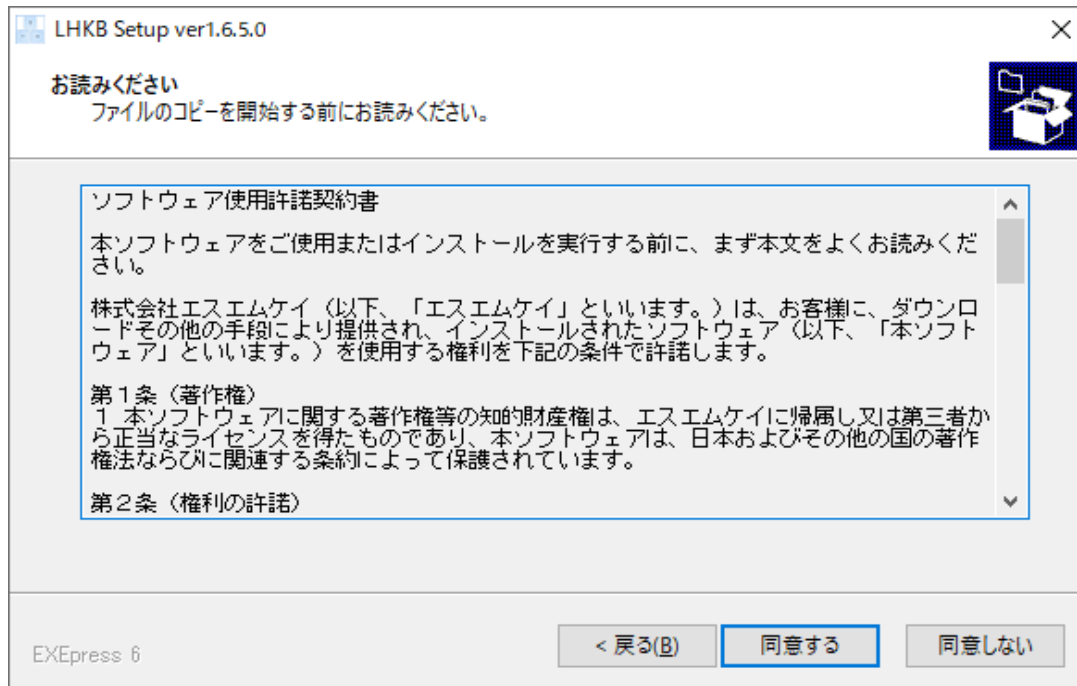 LHKB Setup ver1.6.5.0
お読みください
ファイルのコピーを開始する前にお読みください。
ソフトウェア使用許諾契約書
本ソフトウェアをご使用またはインストールを実行する前に、まず本文をよくお読みくだ
さい。
株式会社エスエムケイ（以下、「エスエムケイ」といいます。）は、お客様に、ダウンロ
ードその他の手段により提供され、インストールされたソフトウェア（以下、「本ソフト
ウェア」といいます。）を使用する権利を下記の条件で許諾します。
第１条（著作権）
１ 本ソフトウェアに関する著作権等の知的財産権は、エスエムケイに帰属し又は第三者か
ら正当なライセンスを得たものであり、本ソフトウェアは、日本およびその他の国の著作
権法ならびに関連する条約によって保護されています。
第２条（権利の許諾）
EXEpress 6
< 戻る(B)
同意する
同意しない